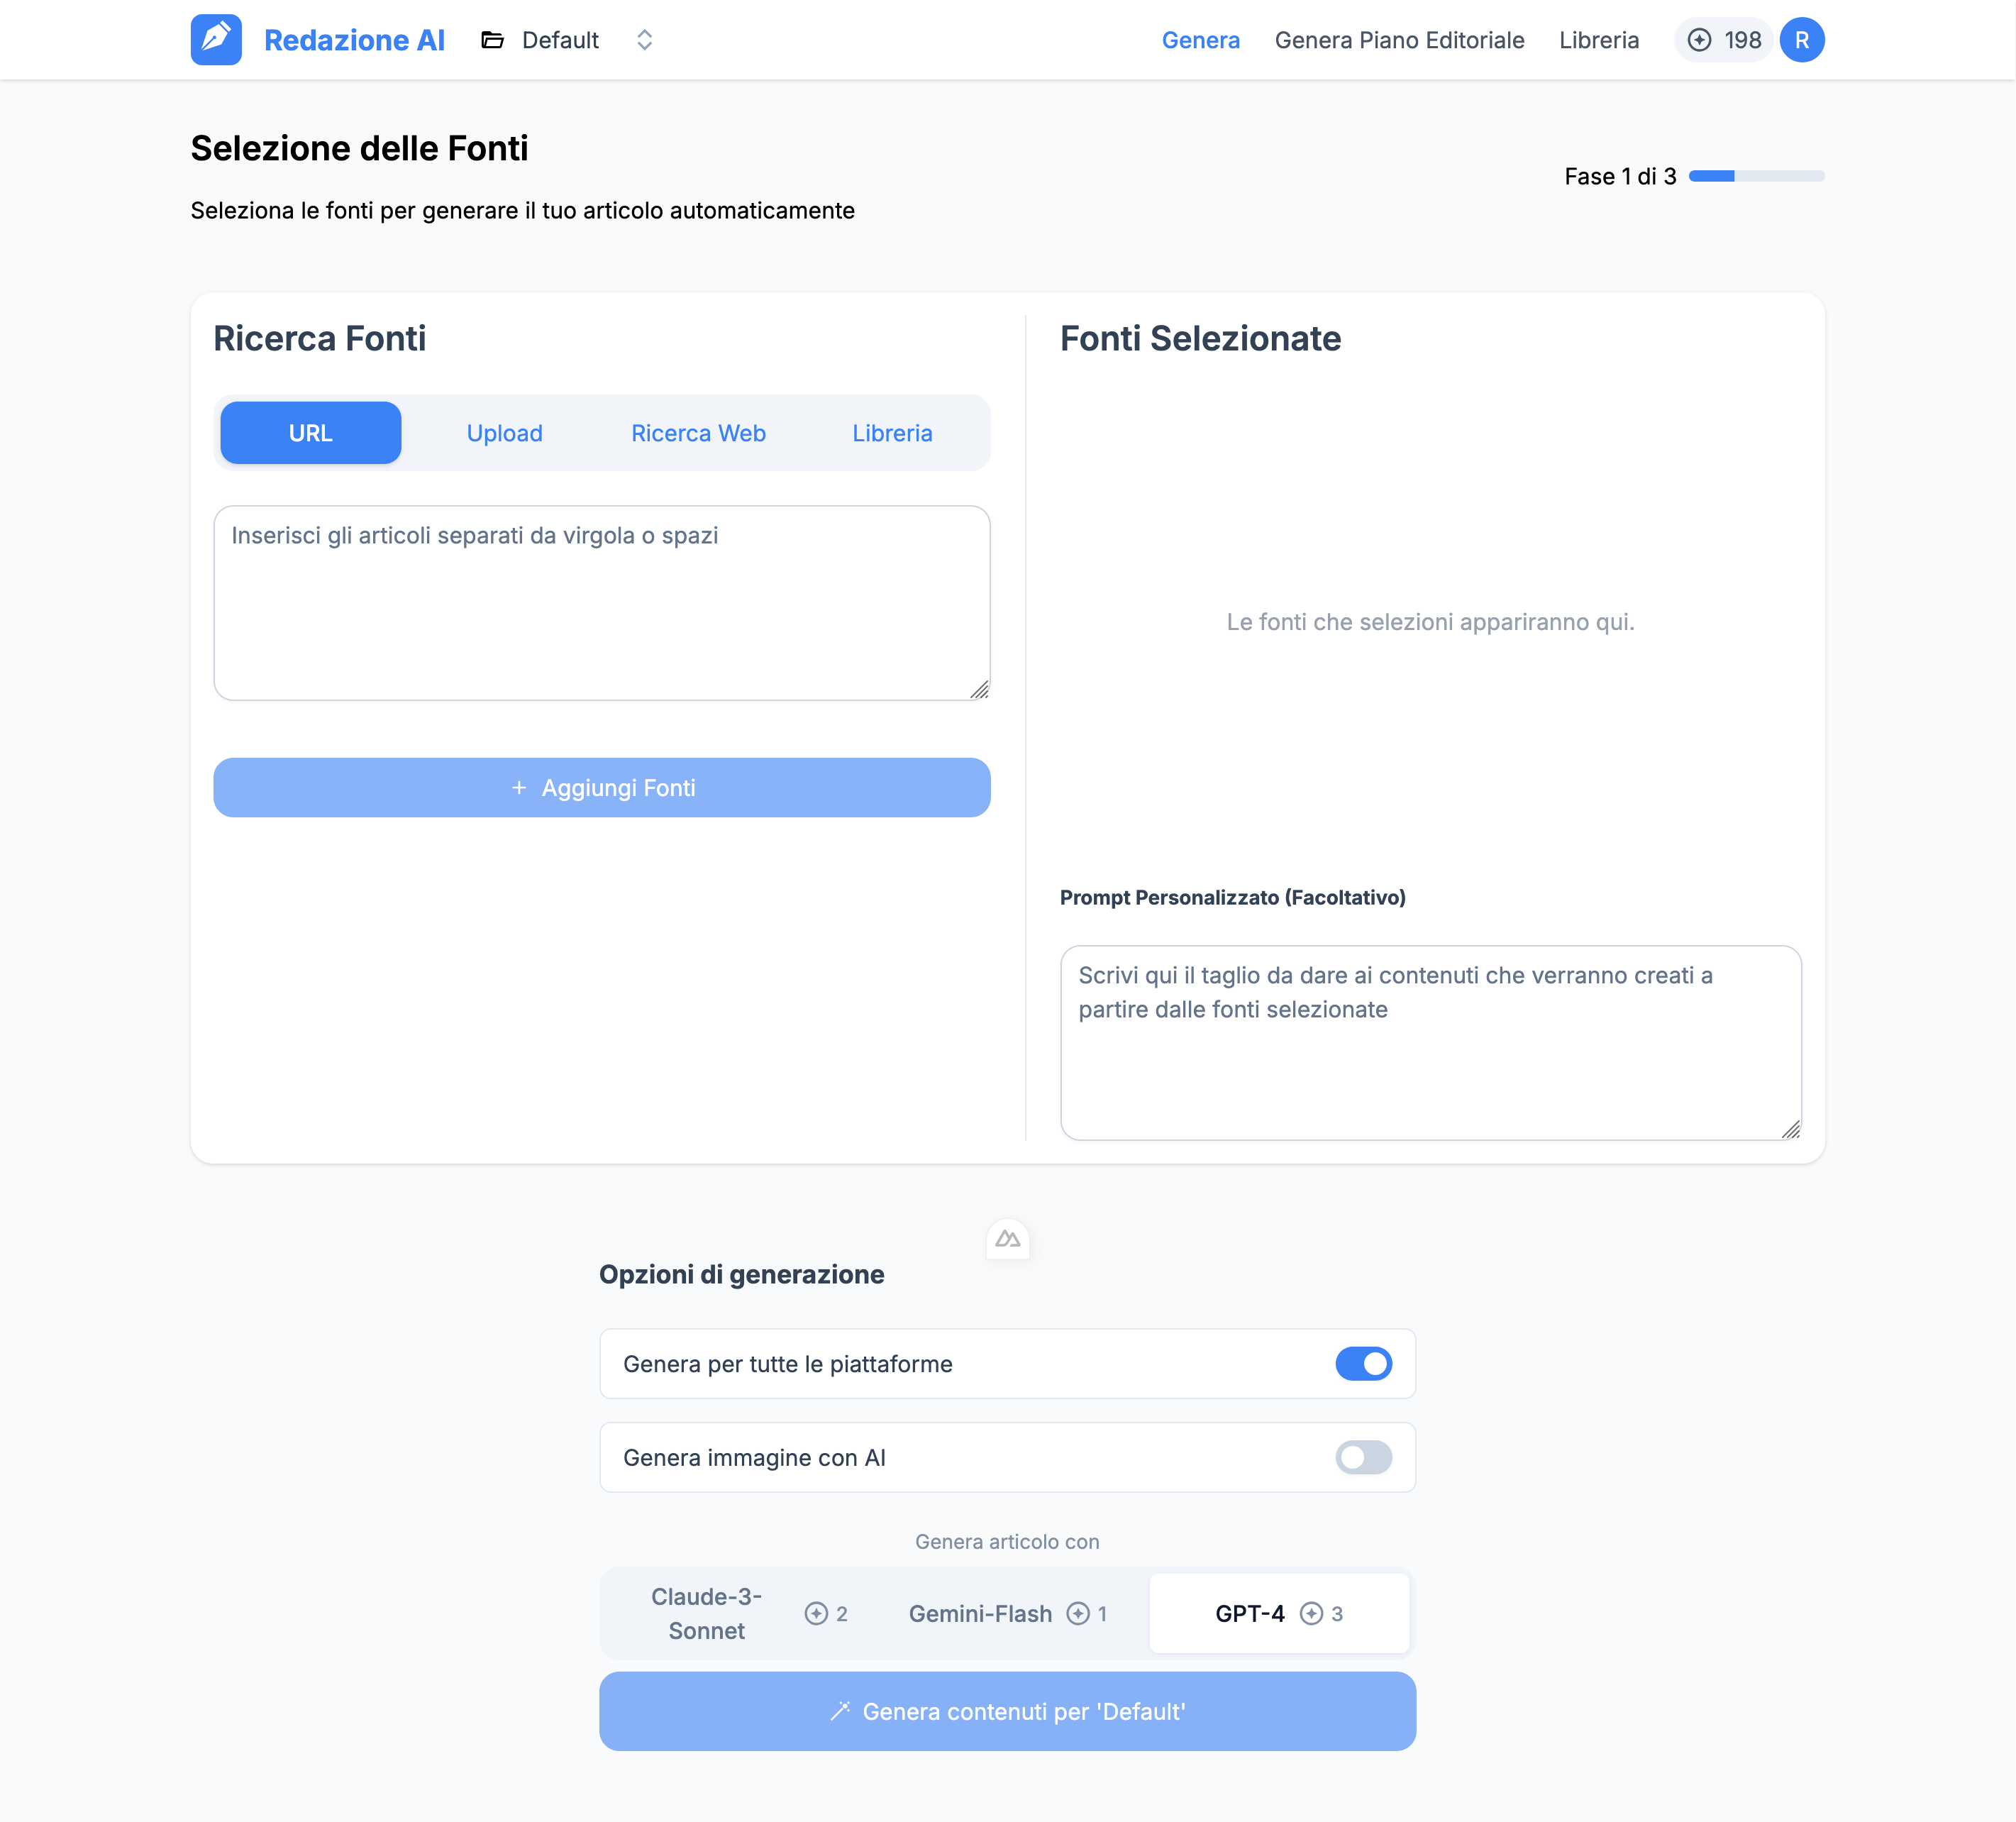 Redazione AI
Default
Genera
Genera Piano Editoriale
Libreria
198
R
Selezione delle Fonti
Seleziona le fonti per generare il tuo articolo automaticamente
Fase 1 di 3
Ricerca Fonti
URL
Upload
Ricerca Web
Libreria
Inserisci gli articoli separati da virgola o spazi
+ Aggiungi Fonti
Fonti Selezionate
Le fonti che selezioni appariranno qui.
Prompt Personalizzato (Facoltativo)
Scrivi qui il taglio da dare ai contenuti che verranno creati a
partire dalle fonti selezionate
Opzioni di generazione
Genera per tutte le piattaforme
Genera immagine con AI
Genera articolo con
Claude-3-
Sonnet
2
Gemini-Flash
1
GPT-4
3
Genera contenuti per 'Default'